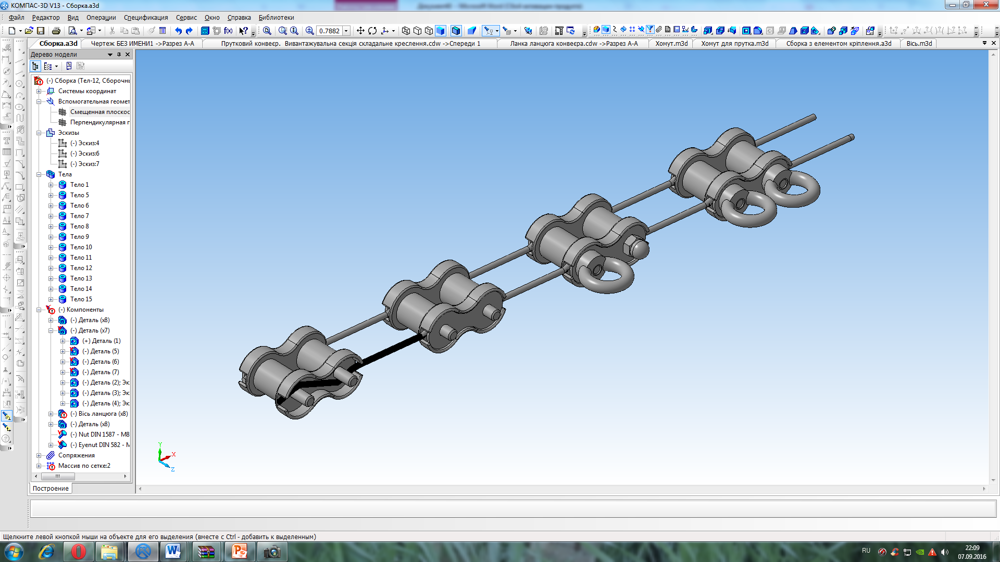 КОМПАС-3D V13 - Сборка.a3d
Файл Редактор Вид Операции Спецификация Сервис Окно Справка Библиотеки
0.7882
Сборка.a3d Чертеж БЕЗ ИМЕНИ1 ->Разрез А-А Прутковий конвеєр. Вивантажувальна секція складальне креслення.cdw ->Спереди 1 Ланка ланцюга конвеєра.cdw ->Разрез А-А Хомут.m3d Хомут для прутка.m3d Сборка з елементом кріплення.a3d Вісь.m3d
Дерево модели
(-) Сборка (Тел-12, Сборочн
Системы координат
Вспомогательная геомет
Смещенная плоскос
Перпендикулярная п
Эскизы
(-) Эскиз:4
(-) Эскиз:6
(-) Эскиз:7
Тела
Тело 1
Тело 5
Тело 6
Тело 7
Тело 8
Тело 9
Тело 10
Тело 11
Тело 12
Тело 13
Тело 14
Тело 15
(-) Компоненты
(-) Деталь (x8)
(-) Деталь (x7)
(+) Деталь (1)
(-) Деталь (5)
(-) Деталь (6)
(-) Деталь (7)
(-) Деталь (2); Эк
(-) Деталь (3); Эк
(-) Деталь (4); Эк
(-) Вісь ланцюга (x8)
(-) Деталь (x8)
(-) Nut DIN 1587 - M8
(-) Eyenut DIN 582 - M
Сопряжения
Массив по сетке:2
Построение
Y
X
Z
Щелкните левой кнопкой мыши на объекте для его выделения (вместе с Ctrl - добавить к выделенным)
RU
22:09
07.09.2016